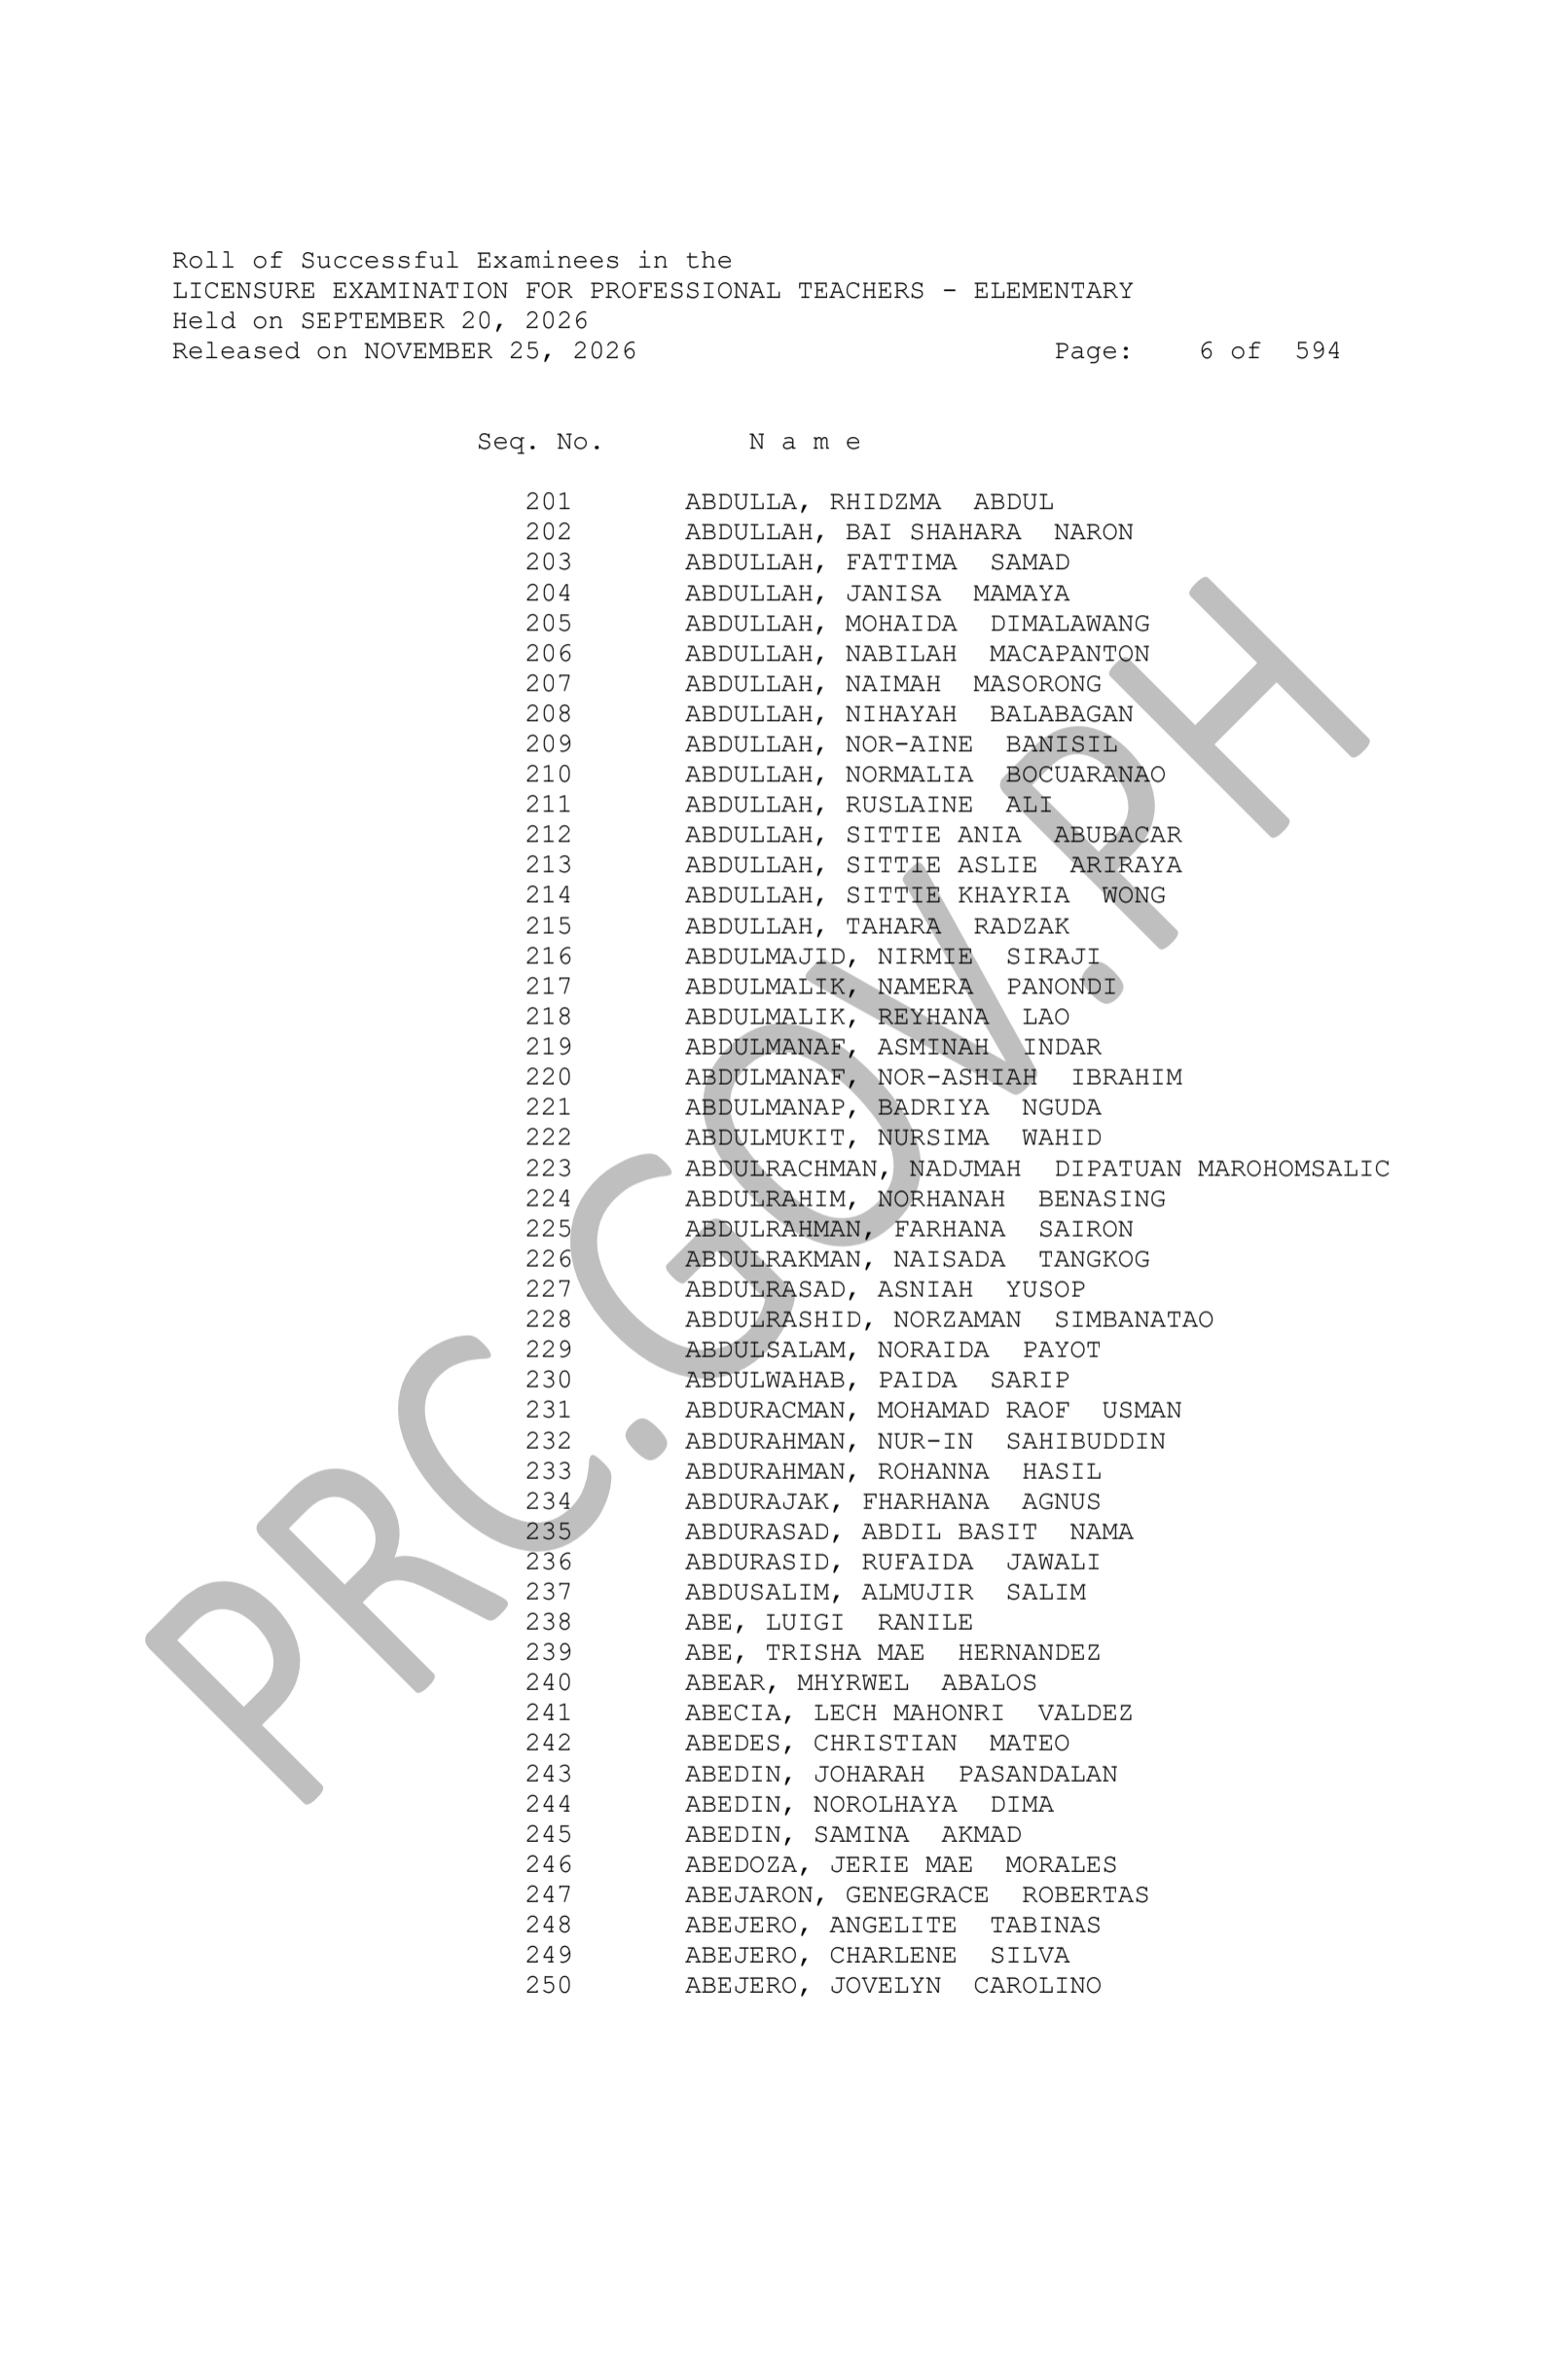 Roll of Successful Examinees in the
LICENSURE EXAMINATION FOR PROFESSIONAL TEACHERS - ELEMENTARY
Held on SEPTEMBER 20, 2026
Released on NOVEMBER 25, 2026 Page: 6 of 594
Seq. No. N a m e
201 ABDULLA, RHIDZMA ABDUL
202 ABDULLAH, BAI SHAHARA NARON
203 ABDULLAH, FATTIMA SAMAD
204 ABDULLAH, JANISA MAMAYA
205 ABDULLAH, MOHAIDA DIMALAWANG
206 ABDULLAH, NABILAH MACAPANTON
207 ABDULLAH, NAIMAH MASORONG
208 ABDULLAH, NIHAYAH BALABAGAN
209 ABDULLAH, NOR-AINE BANISIL
210 ABDULLAH, NORMALIA BOCUARANAO
211 ABDULLAH, RUSLAINE ALI
212 ABDULLAH, SITTIE ANIA ABUBACAR
213 ABDULLAH, SITTIE ASLIE ARIRAYA
214 ABDULLAH, SITTIE KHAYRIA WONG
215 ABDULLAH, TAHARA RADZAK
216 ABDULMAJID, NIRMIE SIRAJI
217 ABDULMALIK, NAMERA PANONDI
218 ABDULMALIK, REYHANA LAO
219 ABDULMANAF, ASMINAH INDAR
220 ABDULMANAF, NOR-ASHIAH IBRAHIM
221 ABDULMANAP, BADRIYA NGUDA
222 ABDULMUKIT, NURSIMA WAHID
223 ABDULRACHMAN, NADJMAH DIPATUAN MAROHOMSALIC
224 ABDULRAHIM, NORHANAH BENASING
225 ABDULRAHMAN, FARHANA SAIRON
226 ABDULRAKMAN, NAISADA TANGKOG
227 ABDULRASAD, ASNIAH YUSOP
228 ABDULRASHID, NORZAMAN SIMBANATAO
229 ABDULSALAM, NORAIDA PAYOT
230 ABDULWAHAB, PAIDA SARIP
231 ABDURACMAN, MOHAMAD RAOF USMAN
232 ABDURAHMAN, NUR-IN SAHIBUDDIN
233 ABDURAHMAN, ROHANNA HASIL
234 ABDURAJAK, FHARHANA AGNUS
235 ABDURASAD, ABDIL BASIT NAMA
236 ABDURASID, RUFAIDA JAWALI
237 ABDUSALIM, ALMUJIR SALIM
238 ABE, LUIGI RANILE
239 ABE, TRISHA MAE HERNANDEZ
240 ABEAR, MHYRWEL ABALOS
241 ABECIA, LECH MAHONRI VALDEZ
242 ABEDES, CHRISTIAN MATEO
243 ABEDIN, JOHARAH PASANDALAN
244 ABEDIN, NOROLHAYA DIMA
245 ABEDIN, SAMINA AKMAD
246 ABEDOZA, JERIE MAE MORALES
247 ABEJARON, GENEGRACE ROBERTAS
248 ABEJERO, ANGELITE TABINAS
249 ABEJERO, CHARLENE SILVA
250 ABEJERO, JOVELYN CAROLINO
PRC.GOV.PH